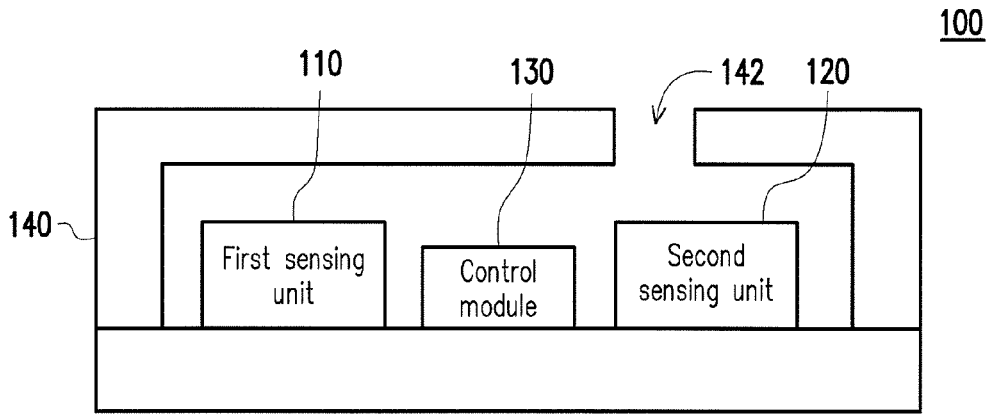 100
110
130
142
120
140
First sensing
unit
Control
module
Second
sensing unit